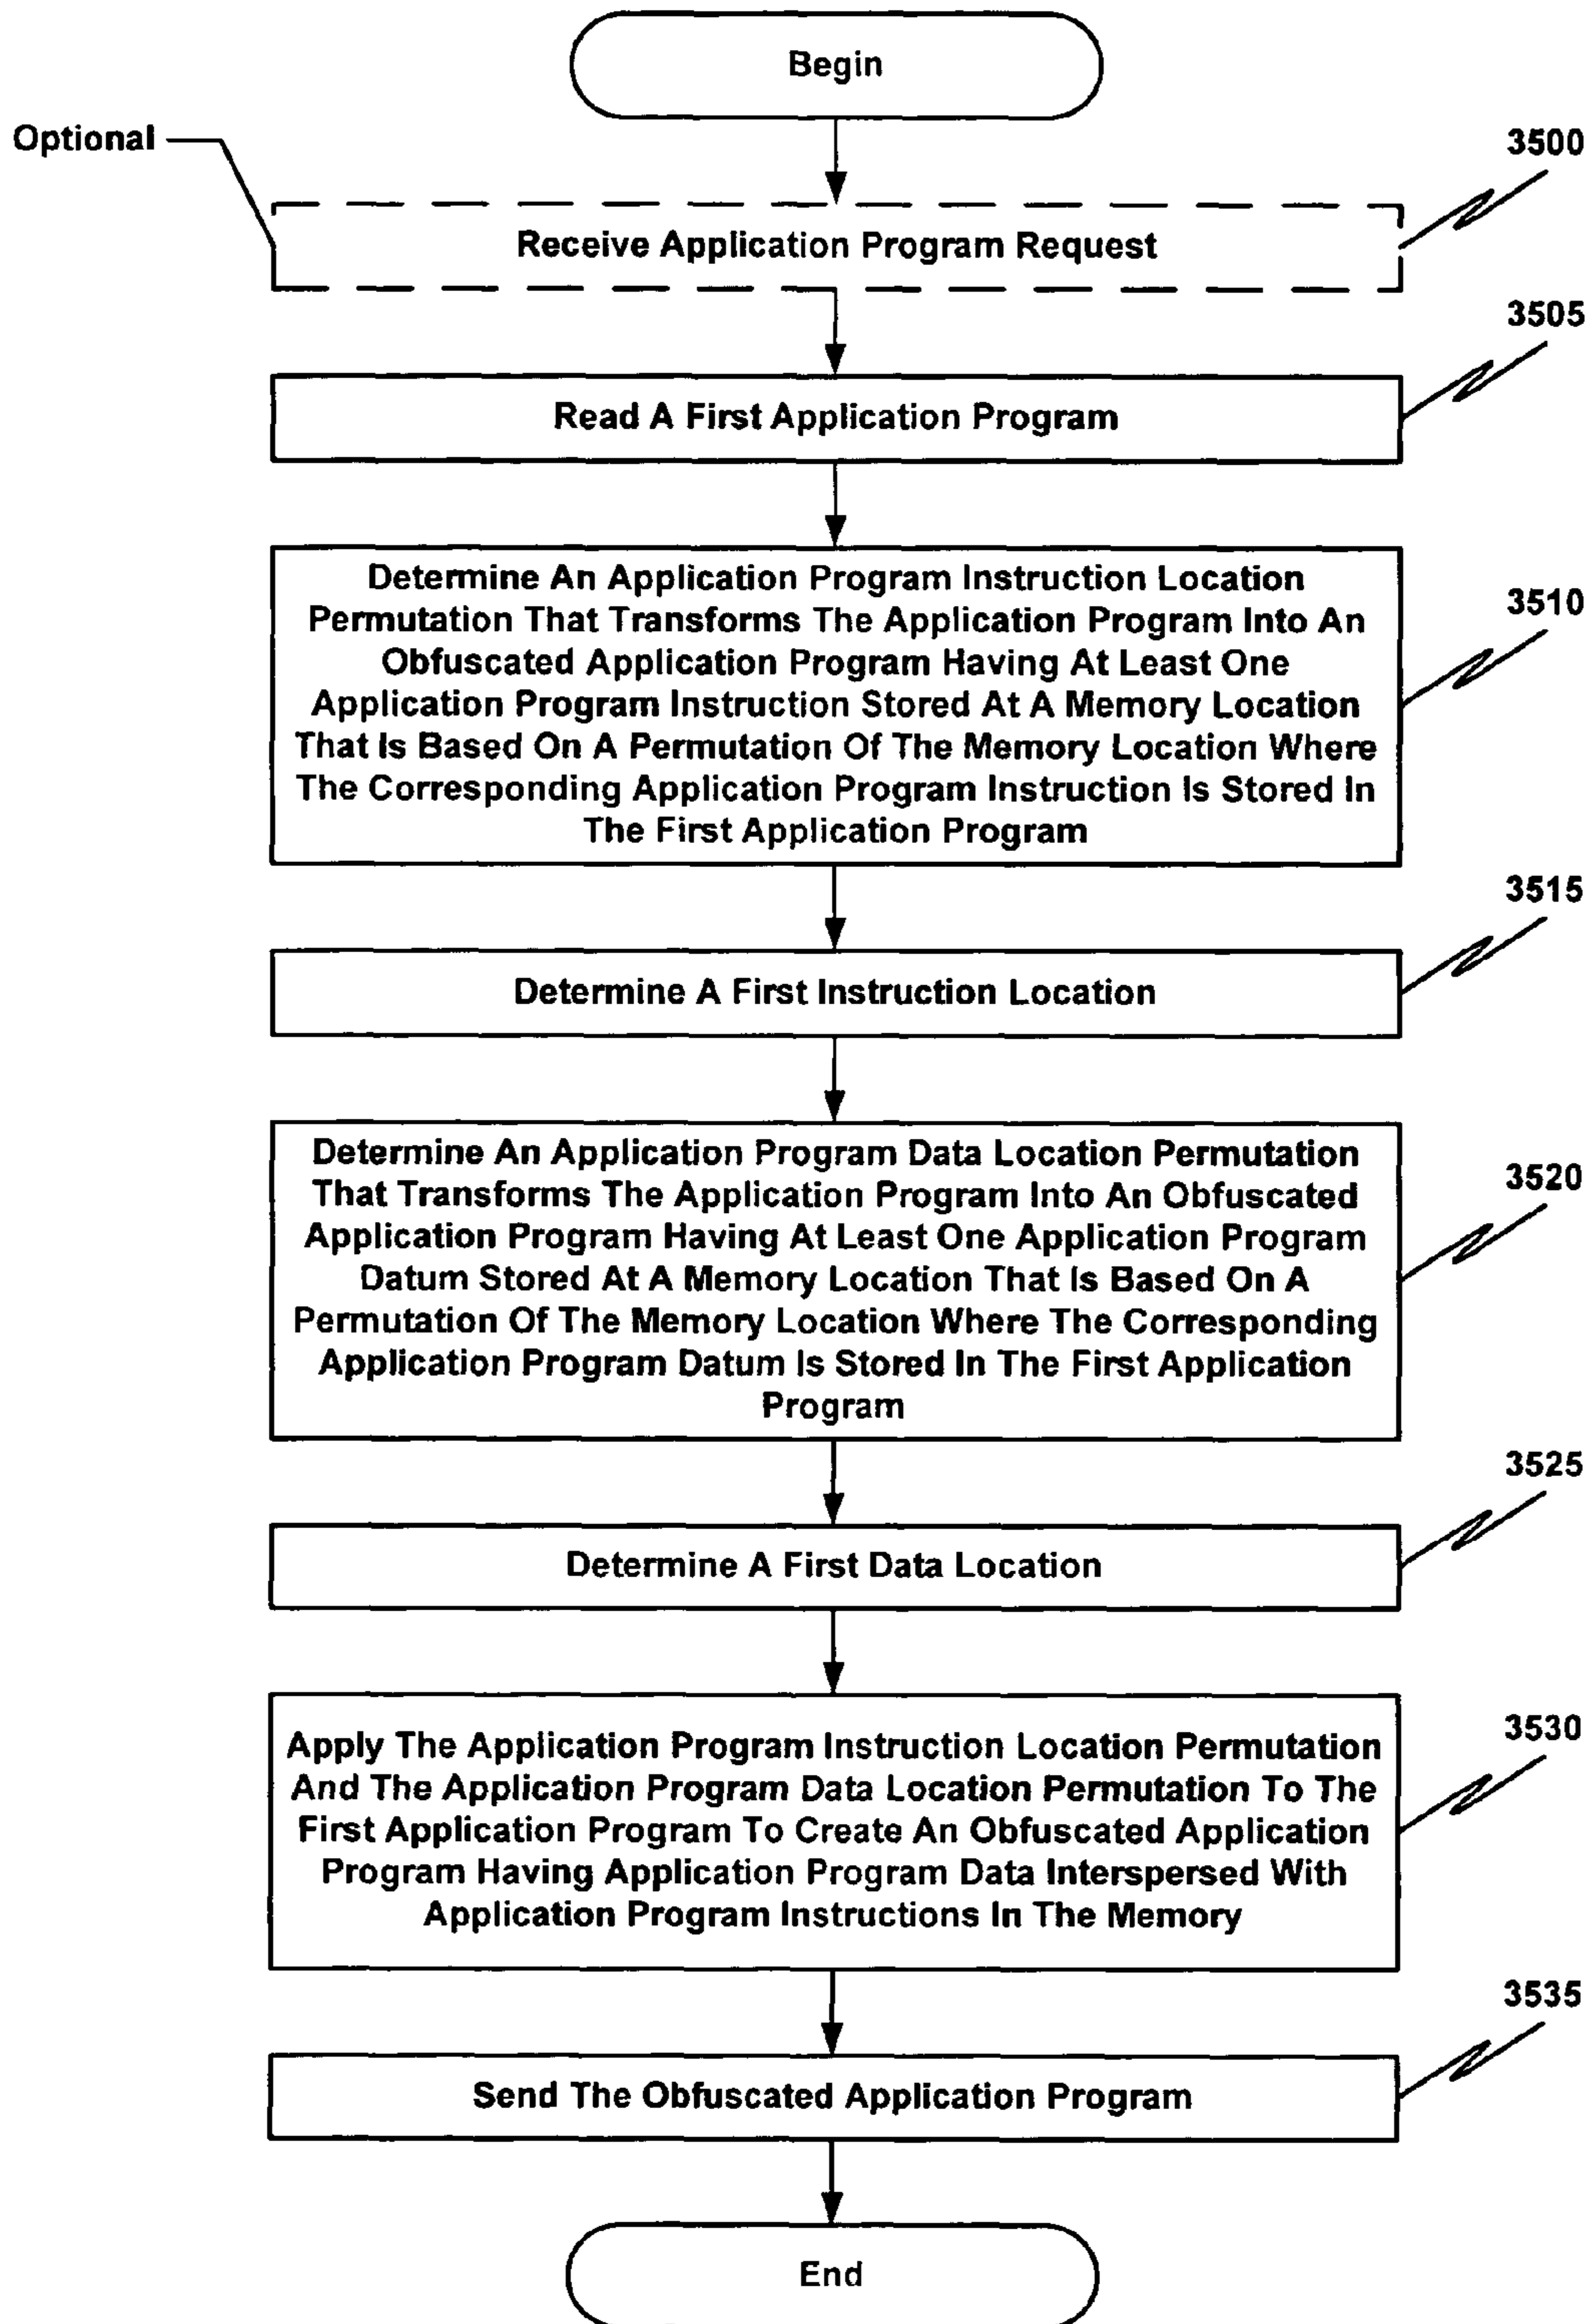 Begin
Optional
3500
Receive Application Program Request
3505
Read A First Application Program
Determine An Application Program Instruction Location
Permutation That Transforms The Application Program Into An
Obfuscated Application Program Having At Least One
Application Program Instruction Stored At A Memory Location
That Is Based On A Permutation Of The Memory Location Where
The Corresponding Application Program Instruction Is Stored In
The First Application Program
3510
3515
Determine A First Instruction Location
Determine An Application Program Data Location Permutation
That Transforms The Application Program Into An Obfuscated
Application Program Having At Least One Application Program
Datum Stored At A Memory Location That Is Based On A
Permutation Of The Memory Location Where The Corresponding
Application Program Datum Is Stored In The First Application
Program
3520
3525
Determine A First Data Location
3530
Apply The Application Program Instruction Location Permutation
And The Application Program Data Location Permutation To The
First Application Program To Create An Obfuscated Application
Program Having Application Program Data Interspersed With
Application Program Instructions In The Memory
3535
Send The Obfuscated Application Program
End